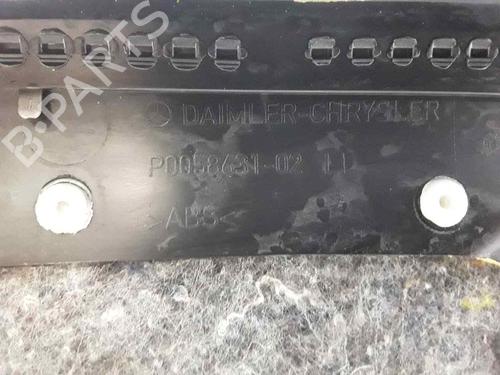 B-PARTS
DAIMLER-CHRYSLER
P0058631-02
>ABS<